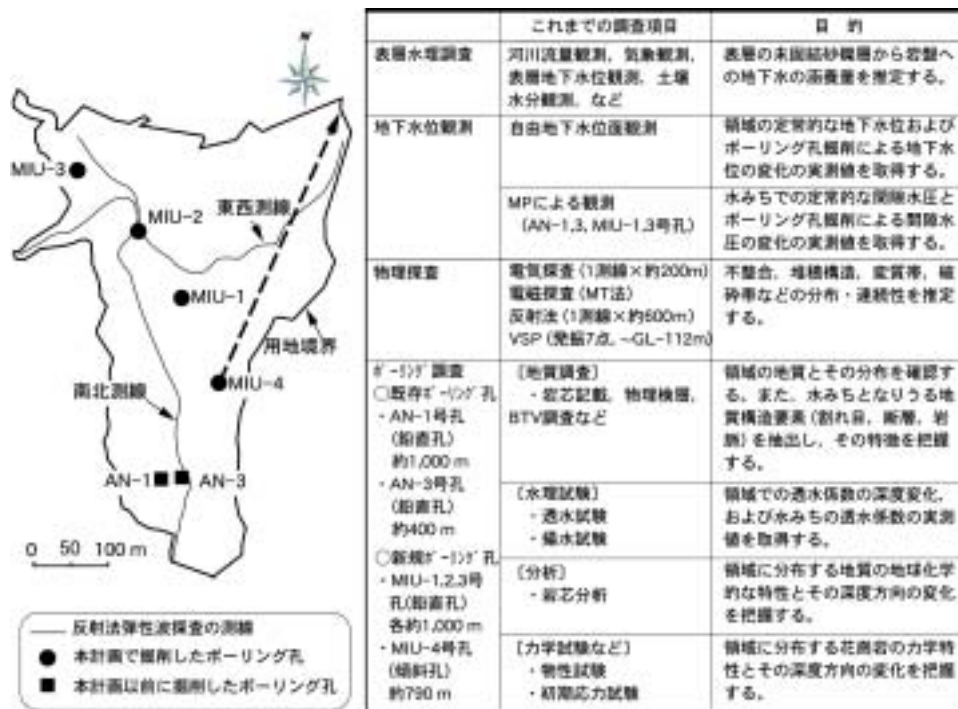 N
MIU-3
MIU-2
東西測線
MIU-1
用地境界
MIU-4
南北測線
AN-1
AN-3
0 50 100 m
反射法弾性波探査の測線
本計画で掘削したボーリング孔
本計画以前に掘削したボーリング孔
これまでの調査項目
目 的
表層水理調査
河川流量観測, 気象観測,
表層地下水位観測, 土壌
水分観測, など
表層の未固結砂礫層から岩盤へ
の地下水の涵養量を推定する。
地下水位観測
自由地下水位面観測
領域の定常的な地下水位および
ボーリング孔掘削による地下水
位の変化の実測値を取得する。
MPによる観測
(AN-1,3, MIU-1,3号孔)
水みちでの定常的な間隙水圧と
ボーリング孔掘削による間隙水
圧の変化の実測値を取得する。
物理探査
電気探査(1測線×約200m)
電磁探査(MT法)
反射法(1測線×約600m)
VSP(発振7点, ~GL-112m)
不整合, 堆積構造, 変質帯, 破
砕帯などの分布・連続性を推定
する。
ボーリング調査
○既存ボーリング孔
・AN-1号孔
(鉛直孔)
約1,000 m
・AN-3号孔
(鉛直孔)
約400 m
○新規ボーリング孔
・MIU-1,2,3号
孔(鉛直孔)
各約1,000 m
・MIU-4号孔
(傾斜孔)
約790 m
〔地質調査〕
・岩芯記載, 物理検層,
BTV調査など
領域の地質とその分布を確認す
る。また, 水みちとなりうる地
質構造要素(割れ目, 断層, 岩
脈)を抽出し, その特徴を把握
する。
〔水理試験〕
・透水試験
・揚水試験
領域での透水係数の深度変化,
および水みちの透水係数の実測
値を取得する。
〔分析〕
・岩芯分析
領域に分布する地質の地球化学
的な特性とその深度方向の変化
を把握する。
〔力学試験など〕
・物性試験
・初期応力試験
領域に分布する花崗岩の力学特
性とその深度方向の変化を把握
する。